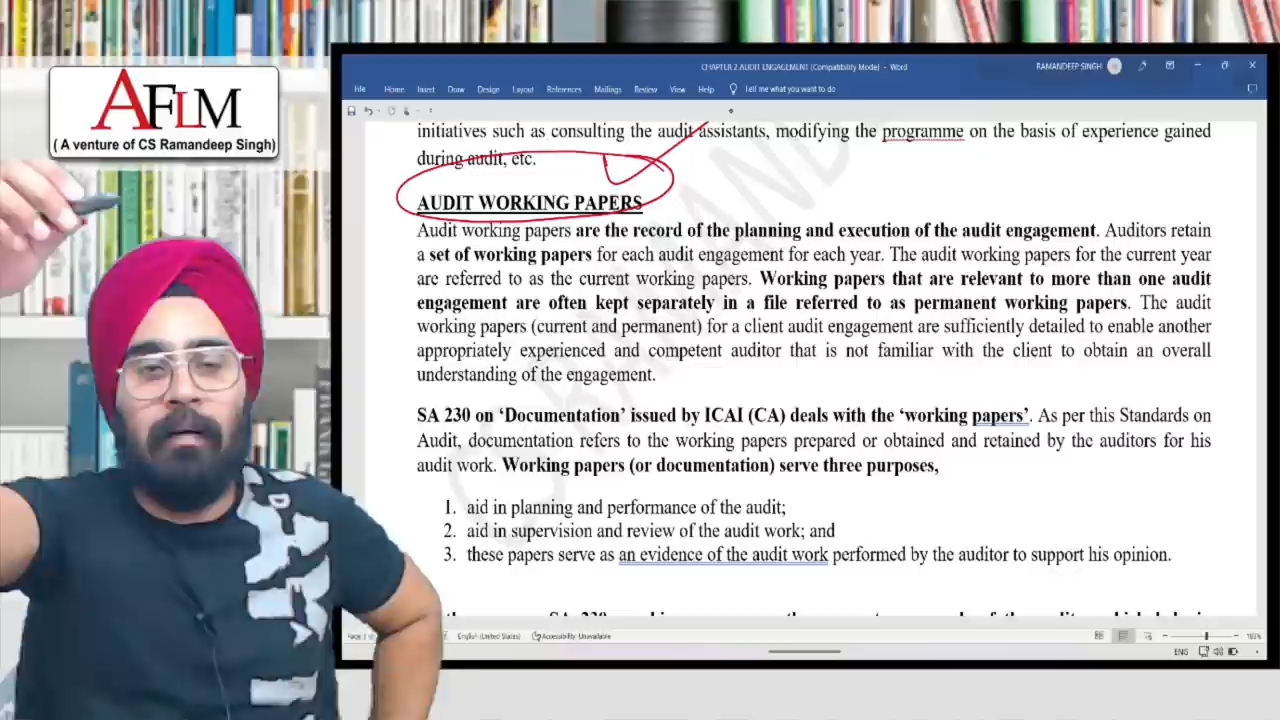 AFLM
( A venture of CS Ramandeep Singh)
CHAPTER 2 AUDIT ENGAGEMENT (Compatibility Mode) - Word
RAMANDEEP SINGH
File Home Insert Draw Design Layout References Mailings Review View Help Tell me what you want to do
initiatives such as consulting the audit assistants, modifying the programme on the basis of experience gained
during audit, etc.
AUDIT WORKING PAPERS
Audit working papers are the record of the planning and execution of the audit engagement. Auditors retain
a set of working papers for each audit engagement for each year. The audit working papers for the current year
are referred to as the current working papers. Working papers that are relevant to more than one audit
engagement are often kept separately in a file referred to as permanent working papers. The audit
working papers (current and permanent) for a client audit engagement are sufficiently detailed to enable another
appropriately experienced and competent auditor that is not familiar with the client to obtain an overall
understanding of the engagement.
SA 230 on ‘Documentation’ issued by ICAI (CA) deals with the ‘working papers’. As per this Standards on
Audit, documentation refers to the working papers prepared or obtained and retained by the auditors for his
audit work. Working papers (or documentation) serve three purposes,
1. aid in planning and performance of the audit;
2. aid in supervision and review of the audit work; and
3. these papers serve as an evidence of the audit work performed by the auditor to support his opinion.
English (United States) Accessibility: Unavailable
ENG